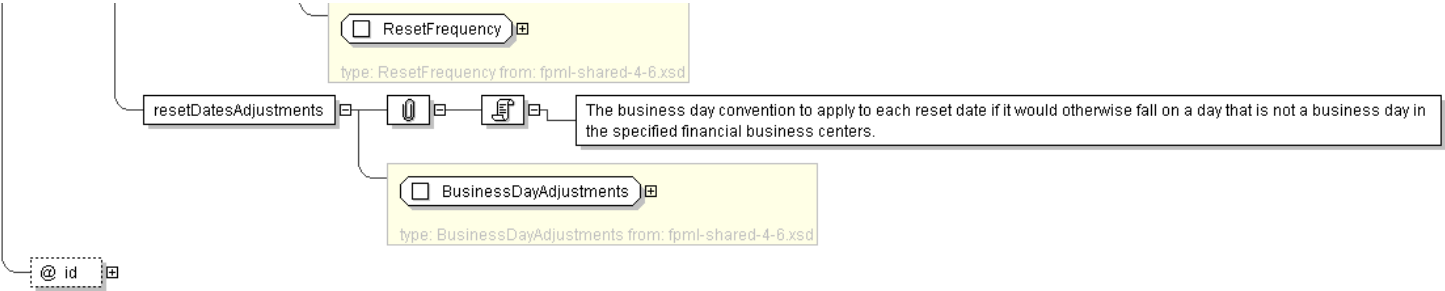 ResetFrequency
type: ResetFrequency from: fpml-shared-4-6.xsd
resetDatesAdjustments
The business day convention to apply to each reset date if it would otherwise fall on a day that is not a business day in
the specified financial business centers.
BusinessDayAdjustments
type: BusinessDayAdjustments from: fpml-shared-4-6.xsd
@ id